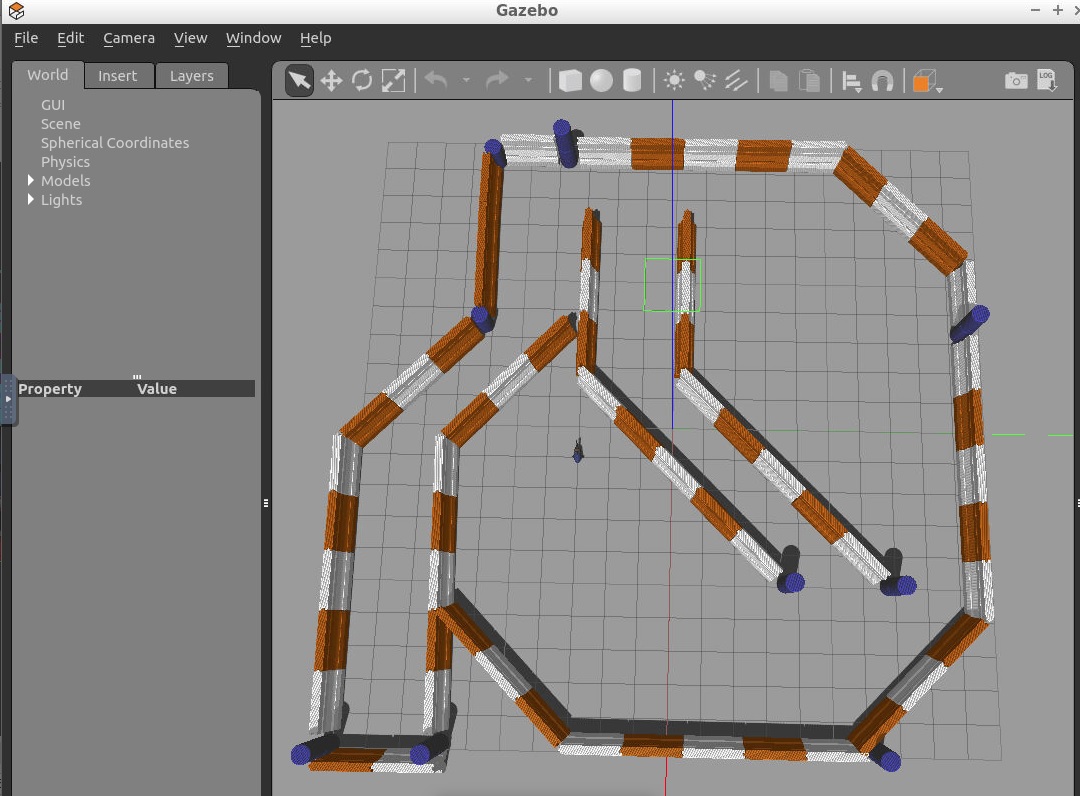 Gazebo
File Edit Camera View Window Help
World Insert Layers
GUI
Scene
Spherical Coordinates
Physics
Models
Lights
Property Value
LOG